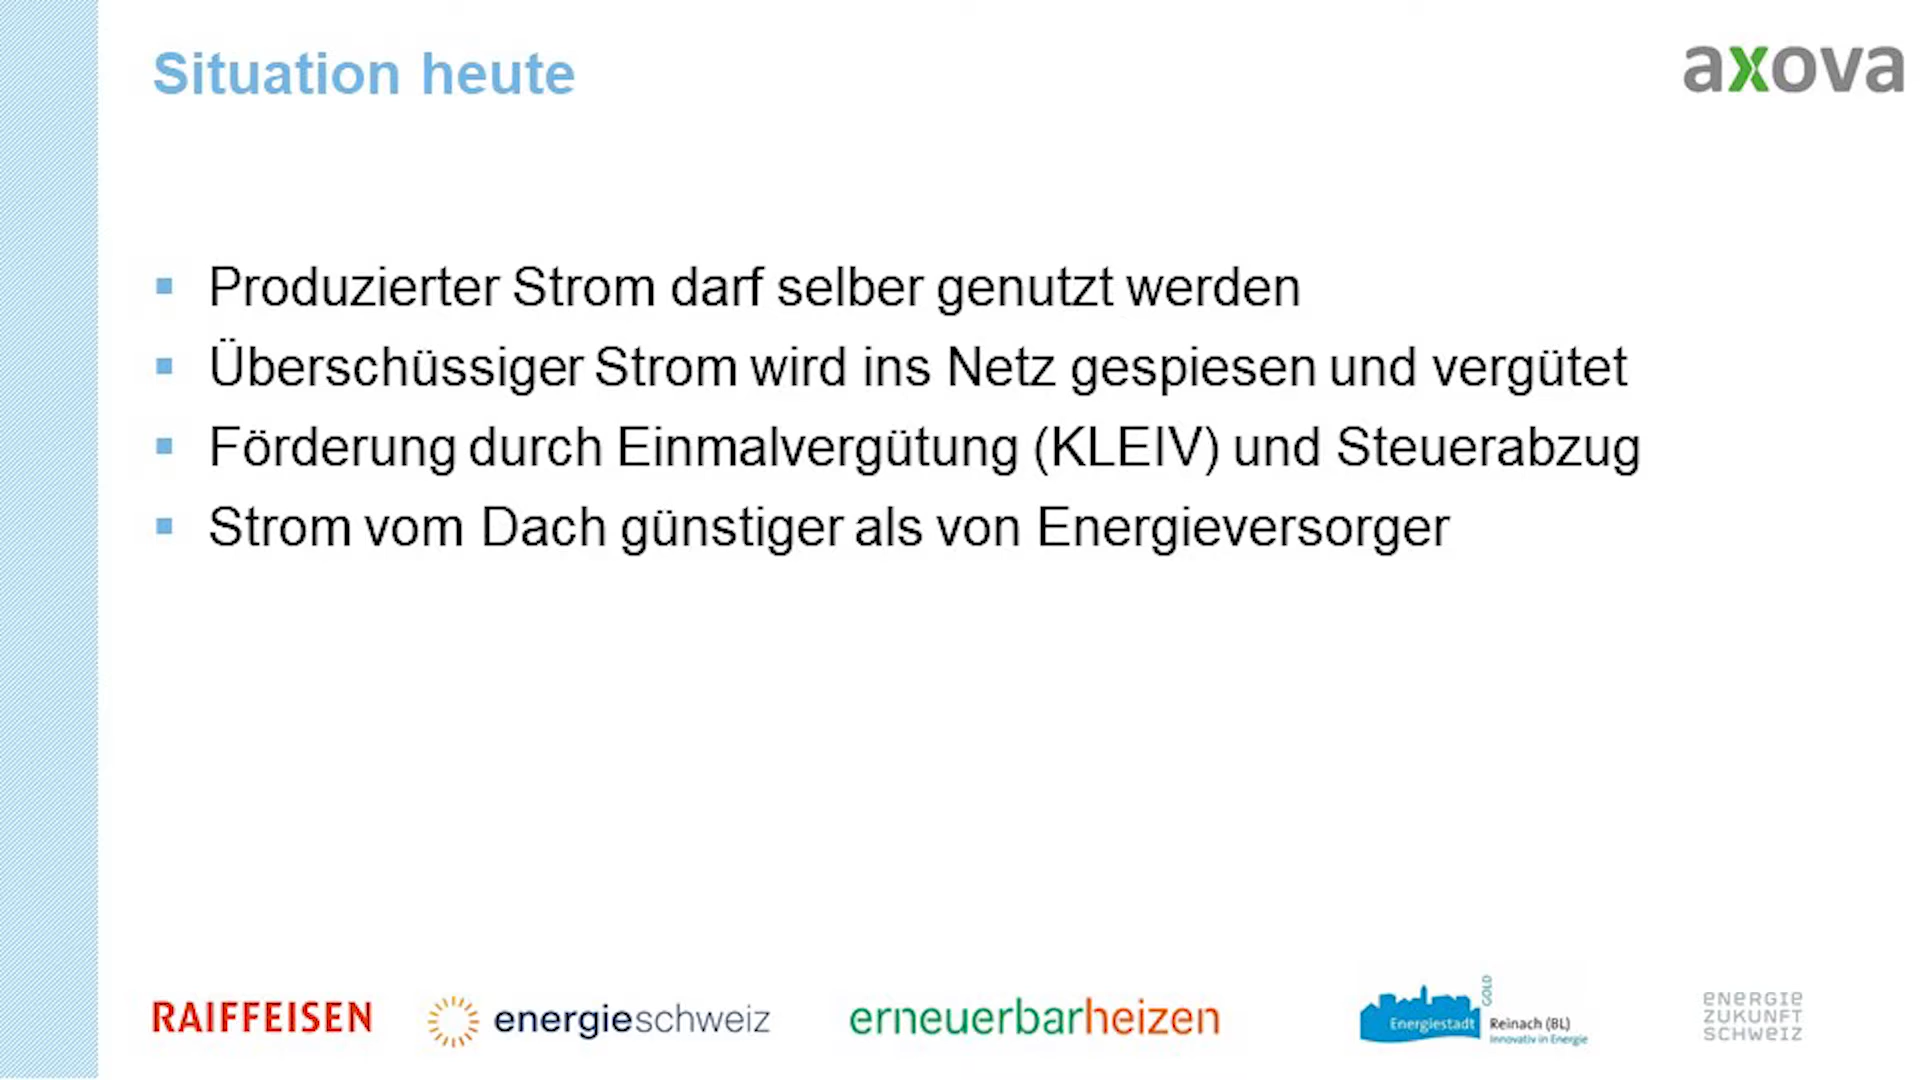 Situation heute
axova
Produzierter Strom darf selber genutzt werden
Überschüssiger Strom wird ins Netz gespiesen und vergütet
Förderung durch Einmalvergütung (KLEIV) und Steuerabzug
Strom vom Dach günstiger als von Energieversorger
RAIFFEISEN
energieschweiz
erneuerbarheizen
Energiestadt
GOLD
Reinach (BL)
Innovativ in Energie
ENERGIE
ZUKUNFT
SCHWEIZ